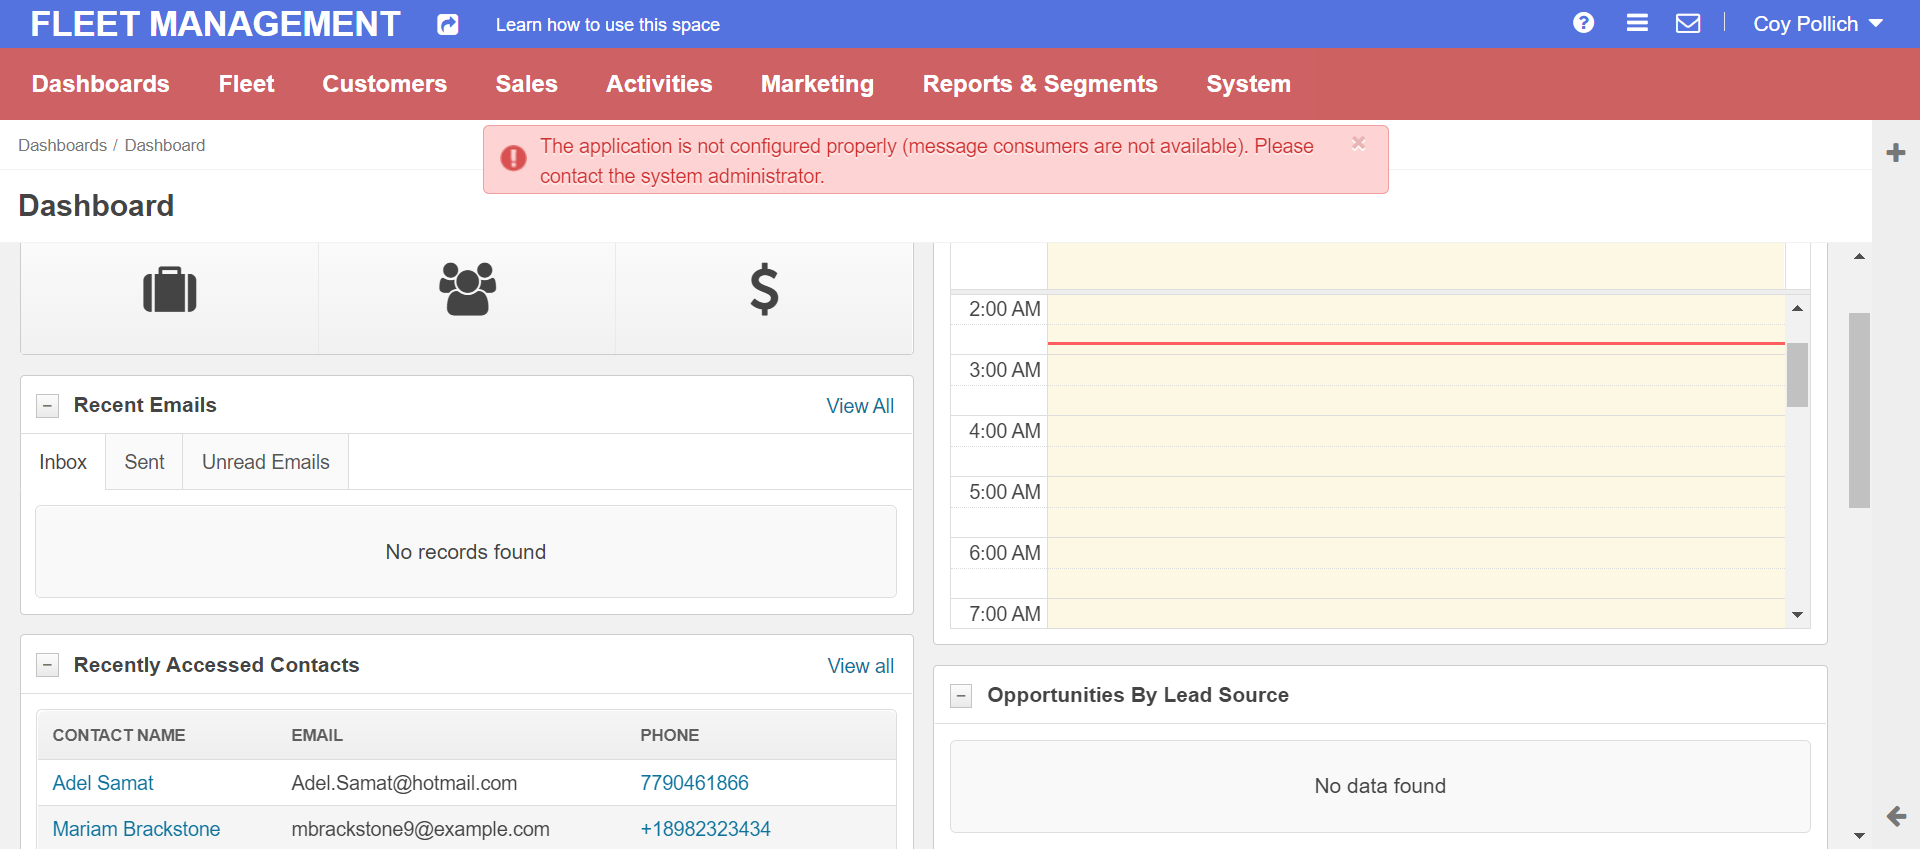 FLEET MANAGEMENT
Learn how to use this space
Coy Pollich
Dashboards
Fleet
Customers
Sales
Activities
Marketing
Reports & Segments
System
Dashboards / Dashboard
The application is not configured properly (message consumers are not available). Please
contact the system administrator.
Dashboard
Recent Emails
View All
Inbox
Sent
Unread Emails
No records found
Recently Accessed Contacts
View all
CONTACT NAME EMAIL PHONE
Adel Samat Adel.Samat@hotmail.com 7790461866
Mariam Brackstone mbrackstone9@example.com +18982323434
2:00 AM
3:00 AM
4:00 AM
5:00 AM
6:00 AM
7:00 AM
Opportunities By Lead Source
No data found